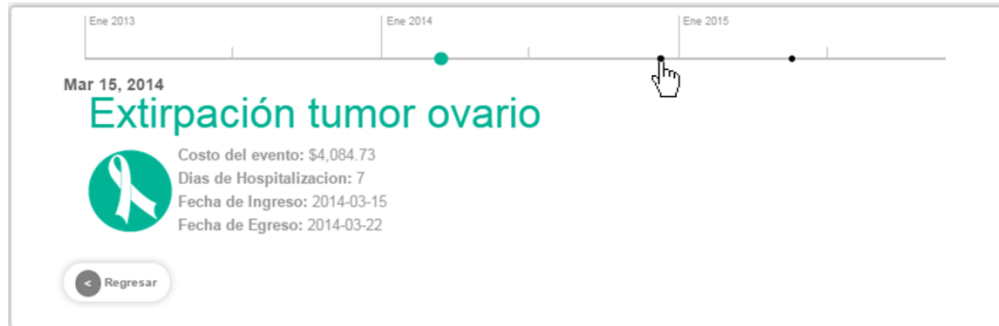 Ene 2013
Ene 2014
Ene 2015
Mar 15, 2014
Extirpación tumor ovario
Costo del evento: $4,084.73
Dias de Hospitalizacion: 7
Fecha de Ingreso: 2014-03-15
Fecha de Egreso: 2014-03-22
< Regresar